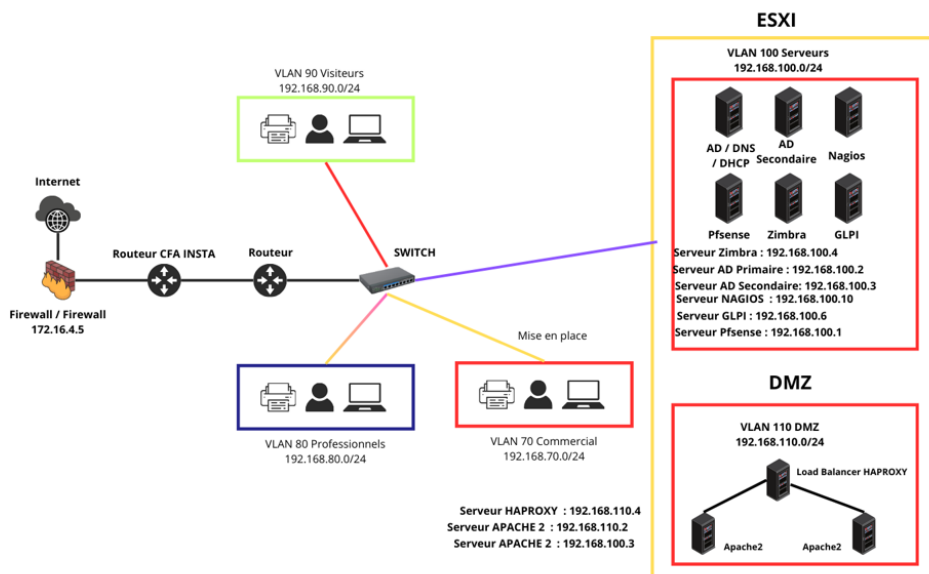 ESXI
VLAN 100 Serveurs
192.168.100.0/24
VLAN 90 Visiteurs
192.168.90.0/24
AD / DNS
/ DHCP
AD
Secondaire
Nagios
Internet
Pfsense
Zimbra
GLPI
Routeur CFA INSTA
Routeur
SWITCH
Serveur Zimbra : 192.168.100.4
Serveur AD Primaire : 192.168.100.2
Serveur AD Secondaire: 192.168.100.3
Serveur NAGIOS : 192.168.100.10
Serveur GLPI : 192.168.100.6
Serveur Pfsense : 192.168.100.1
Firewall / Firewall
172.16.4.5
Mise en place
VLAN 80 Professionnels
192.168.80.0/24
VLAN 70 Commercial
192.168.70.0/24
DMZ
VLAN 110 DMZ
192.168.110.0/24
Load Balancer HAPROXY
Apache2
Apache2
Serveur HAPROXY : 192.168.110.4
Serveur APACHE 2 : 192.168.110.2
Serveur APACHE 2 : 192.168.100.3